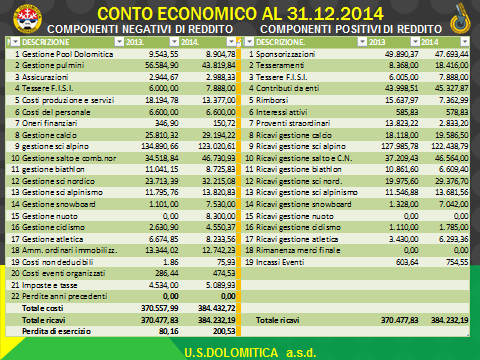 CONTO ECONOMICO AL 31.12.2014
COMPONENTI NEGATIVI DI REDDITO COMPONENTI POSITIVI DI REDDITO
DESCRIZIONE 2013. 2014. DESCRIZIONE. 2013 2014
1 Gestione Pool Dolomitica 9.543,55 8.904,78 1 Sponsorizzazioni 49.890,37 47.693,44
2 Gestione pulmini 56.584,90 43.819,84 2 Tesseramenti 8.368,00 18.416,00
3 Assicurazioni 2.944,67 2.988,33 3 Tessere F.I.S.I. 6.005,00 7.888,00
4 Tessere F.I.S.I. 6.000,00 7.888,00 4 Contributi da enti 43.998,51 45.327,87
5 Costi produzione e servizi 18.194,78 13.377,00 5 Rimborsi 15.637,97 7.362,99
6 Costi del personale 6.600,00 6.600,00 6 Interessi attivi 585,83 578,83
7 Oneri finanziari 346,90 150,72 7 Proventi straordinari 13.823,22 2.833,20
8 Gestione calcio 25.810,32 29.194,22 8 Ricavi gestione calcio 18.118,00 19.586,50
9 gestione sci alpino 134.890,66 123.020,61 9 Ricavi gestione sci alpino 127.985,78 122.438,79
10 Gestione salto e comb.nor 34.518,84 46.730,93 10 Ricavi Gestione salto e C.N. 37.209,43 46.564,00
11 gestione biathlon 11.041,15 8.725,83 11 Ricavi gestione biathlon 10.861,60 6.609,40
12 Gestione sci nordico 23.713,39 32.215,08 12 Ricavi gestione sci nord. 19.975,60 29.376,70
13 Gestione sci alpinismo 11.795,76 13.820,83 13 Ricavi gestione sci alpinismo 11.546,88 13.681,56
14 Gestione snowboard 1.101,00 7.530,00 14 Ricavi gestione snowboard 1.328,00 7.042,00
15 Gestione nuoto 0,00 8.300,00 15 Ricavi Gestione nuoto 0,00 0,00
16 Gestione ciclismo 2.630,90 4.550,37 16 Ricavi gestione ciclismo 1.110,00 1.785,00
17 Gestione atletica 6.674,85 8.233,56 17 Ricavi gestione atletica 3.430,00 6.293,36
18 Amm. ordinari immobilizz. 13.344,02 12.742,23 18 Rimanenza merci finale 0,00 0,00
19 Costi non deducibili 1.86 75,93 19 Incassi Eventi 603,64 754,55
20 Costi eventi organizzati 286,44 474,53
21 Imposte e tasse 4.534,00 5.089,93
22 Perdite anni precedenti 0,00 0,00
Totale costi 370.557,99 384.432,72
Totale ricavi 370.477,83 384.232,19 Totale ricavi 370.477,83 384.232,19
Perdita di esercizio 80,16 200,53
U.S.DOLOMITICA a.s.d.